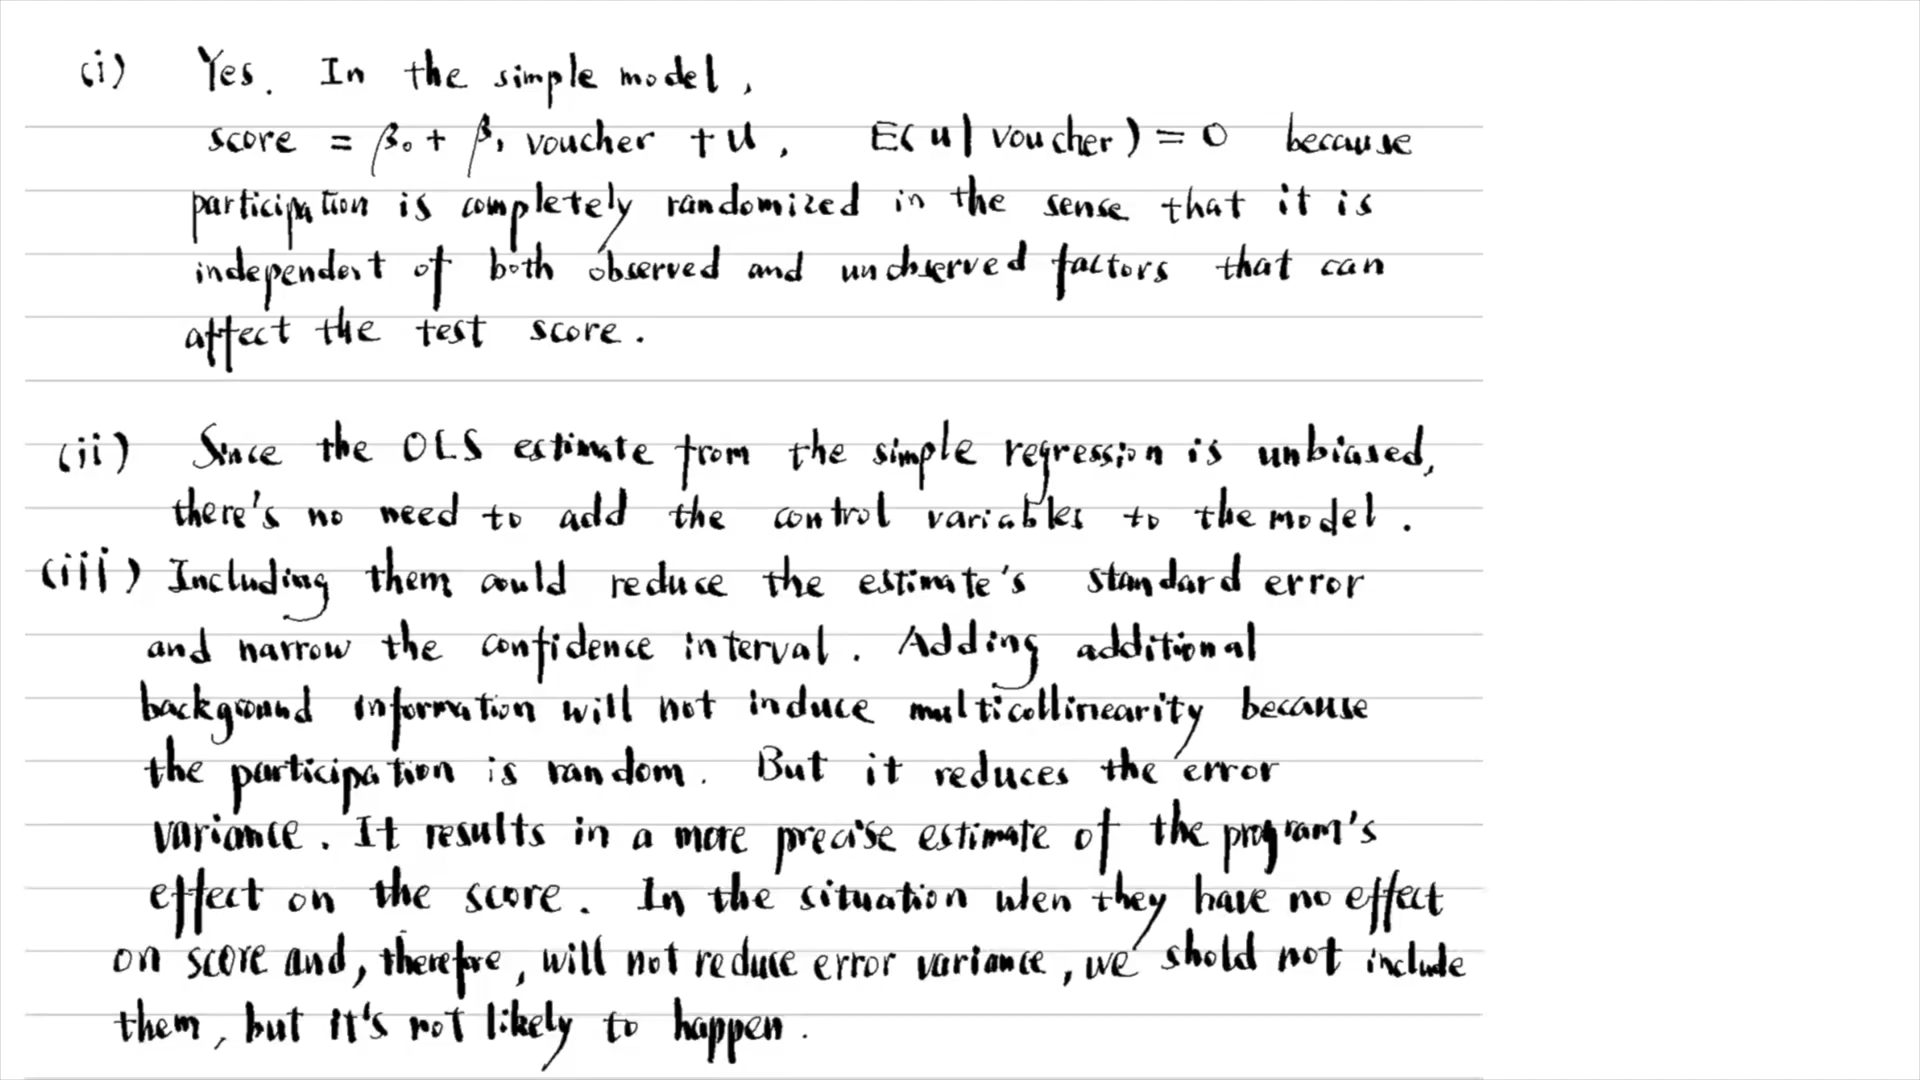 (i) Yes. In the simple model,
score = β₀ + β₁ voucher + u, E(u|voucher) = 0 because
participation is completely randomized in the sense that it is
independent of both observed and unobserved factors that can
affect the test score.
(ii) Since the OLS estimate from the simple regression is unbiased,
there's no need to add the control variables to the model.
(iii) Including them could reduce the estimate's standard error
and narrow the confidence interval. Adding additional
background information will not induce multicollinearity because
the participation is random. But it reduces the error
variance. It results in a more precise estimate of the program's
effect on the score. In the situation when they have no effect
on score and, therefore, will not reduce error variance, we shold not include
them, but it's not likely to happen.